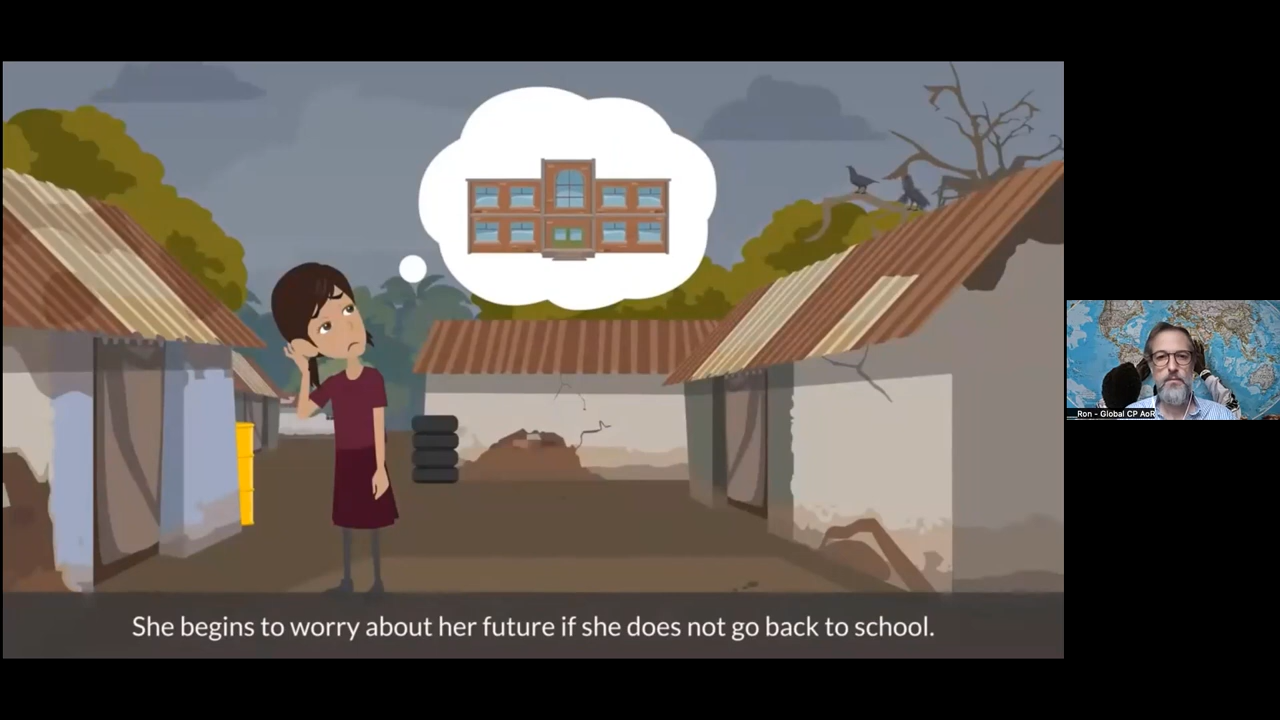 Ron - Global CP AoR
She begins to worry about her future if she does not go back to school.